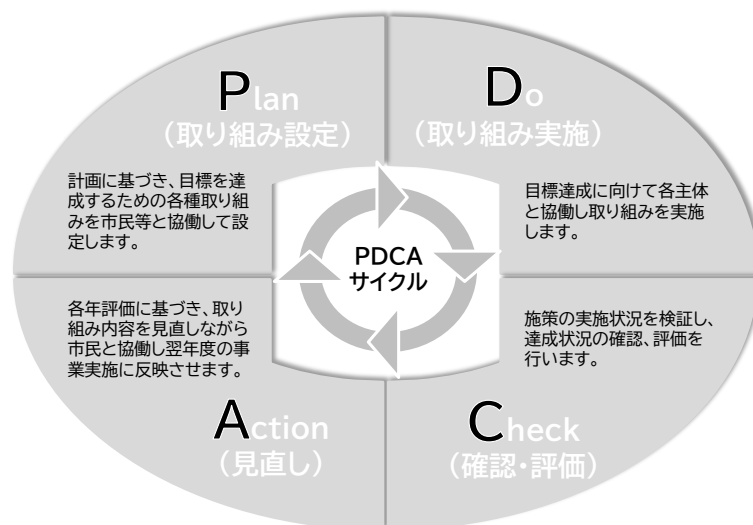 Plan
(取り組み設定)
計画に基づき、目標を達
成するための各種取り組
みを市民等と協働して設
定します。
Do
(取り組み実施)
目標達成に向けて各主体
と協働し取り組みを実施
します。
PDCA
サイクル
各年評価に基づき、取り
組み内容を見直しながら
市民と協働し翌年度の事
業実施に反映させます。
Action
(見直し)
施策の実施状況を検証し、
達成状況の確認、評価を
行います。
Check
(確認・評価)